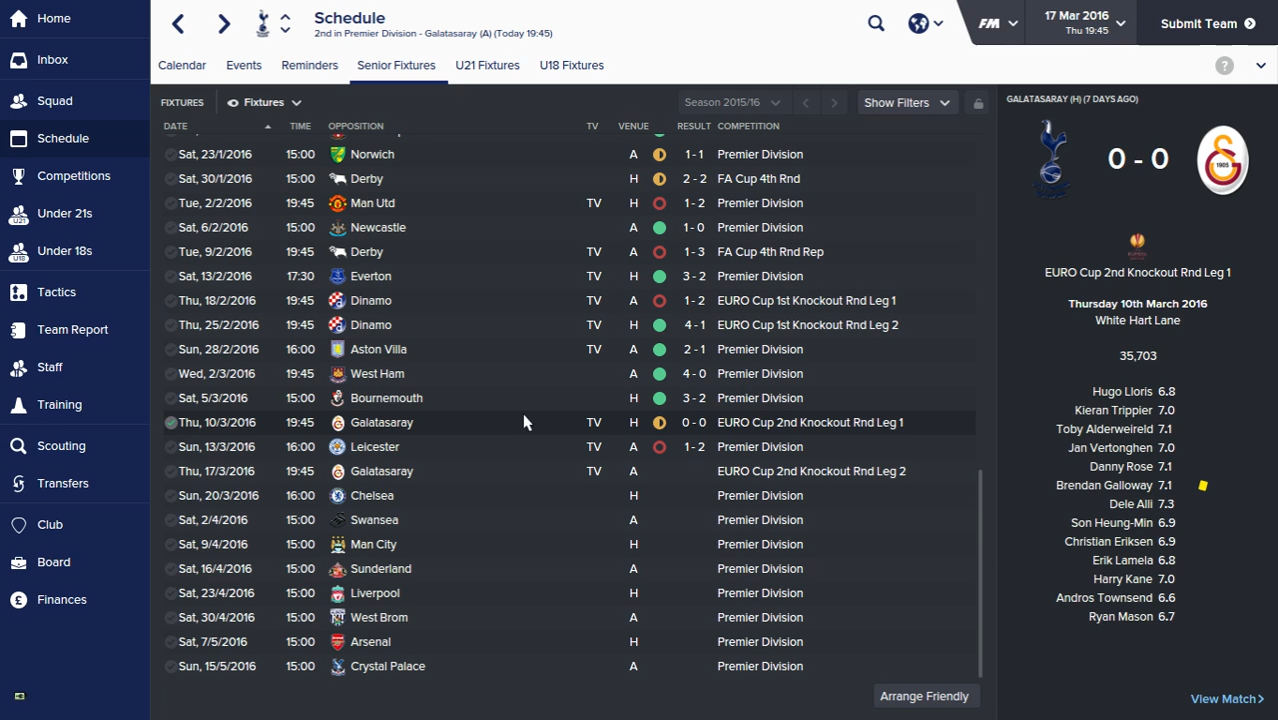 Home
Inbox
Squad
Schedule
Competitions
Under 21s
Under 18s
Tactics
Team Report
Staff
Training
Scouting
Transfers
Club
Board
Finances
Schedule
2nd in Premier Division - Galatasaray (A) (Today 19:45)
FM
17 Mar 2016
Thu 19:45
Submit Team
Calendar Events Reminders Senior Fixtures U21 Fixtures U18 Fixtures
?
FIXTURES Fixtures Season 2015/16 Show Filters
DATE TIME OPPOSITION TV VENUE RESULT COMPETITION
Sat, 23/1/2016 15:00 Norwich A 1-1 Premier Division
Sat, 30/1/2016 15:00 Derby H 2-2 FA Cup 4th Rnd
Tue, 2/2/2016 19:45 Man Utd TV H 1-2 Premier Division
Sat, 6/2/2016 15:00 Newcastle A 1-0 Premier Division
Tue, 9/2/2016 19:45 Derby TV A 1-3 FA Cup 4th Rnd Rep
Sat, 13/2/2016 17:30 Everton TV H 3-2 Premier Division
Thu, 18/2/2016 19:45 Dinamo TV A 1-2 EURO Cup 1st Knockout Rnd Leg 1
Thu, 25/2/2016 19:45 Dinamo TV H 4-1 EURO Cup 1st Knockout Rnd Leg 2
Sun, 28/2/2016 16:00 Aston Villa TV A 2-1 Premier Division
Wed, 2/3/2016 19:45 West Ham A 4-0 Premier Division
Sat, 5/3/2016 15:00 Bournemouth H 3-2 Premier Division
Thu, 10/3/2016 19:45 Galatasaray TV H 0-0 EURO Cup 2nd Knockout Rnd Leg 1
Sun, 13/3/2016 16:00 Leicester TV A 1-2 Premier Division
Thu, 17/3/2016 19:45 Galatasaray TV A EURO Cup 2nd Knockout Rnd Leg 2
Sun, 20/3/2016 16:00 Chelsea H Premier Division
Sat, 2/4/2016 15:00 Swansea A Premier Division
Sat, 9/4/2016 15:00 Man City H Premier Division
Sat, 16/4/2016 15:00 Sunderland A Premier Division
Sat, 23/4/2016 15:00 Liverpool H Premier Division
Sat, 30/4/2016 15:00 West Brom A Premier Division
Sat, 7/5/2016 15:00 Arsenal H Premier Division
Sun, 15/5/2016 15:00 Crystal Palace A Premier Division
Arrange Friendly
GALATASARAY (H) (7 DAYS AGO)
0 - 0
1905
EURO Cup 2nd Knockout Rnd Leg 1
Thursday 10th March 2016
White Hart Lane
35,703
Hugo Lloris 6.8
Kieran Trippier 7.0
Toby Alderweireld 7.1
Jan Vertonghen 7.0
Danny Rose 7.1
Brendan Galloway 7.1
Dele Alli 7.3
Son Heung-Min 6.9
Christian Eriksen 6.9
Erik Lamela 6.8
Harry Kane 7.0
Andros Townsend 6.6
Ryan Mason 6.7
View Match>